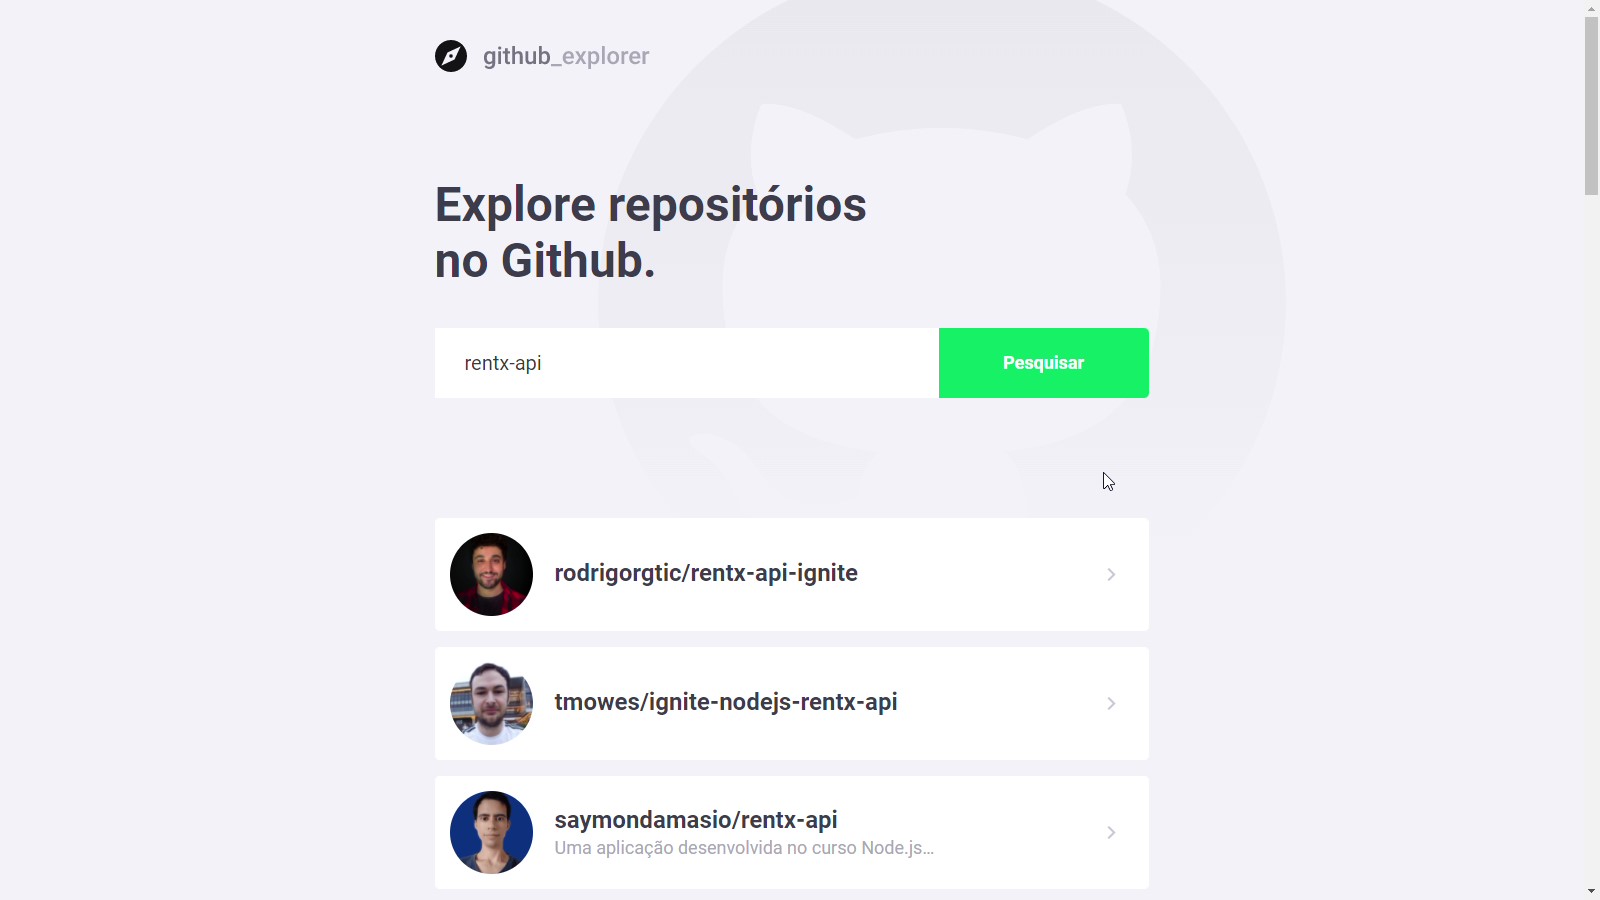 github_explorer
Explore repositórios
no Github.
rentx-api
Pesquisar
rodrigorgtic/rentx-api-ignite
tmowes/ignite-nodejs-rentx-api
saymondamasio/rentx-api
Uma aplicação desenvolvida no curso Node.js...